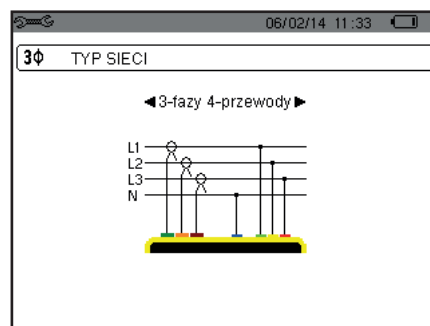 06/02/14 11:33
3Φ TYP SIECI
◄3-fazy 4-przewody►
L1
L2
L3
N